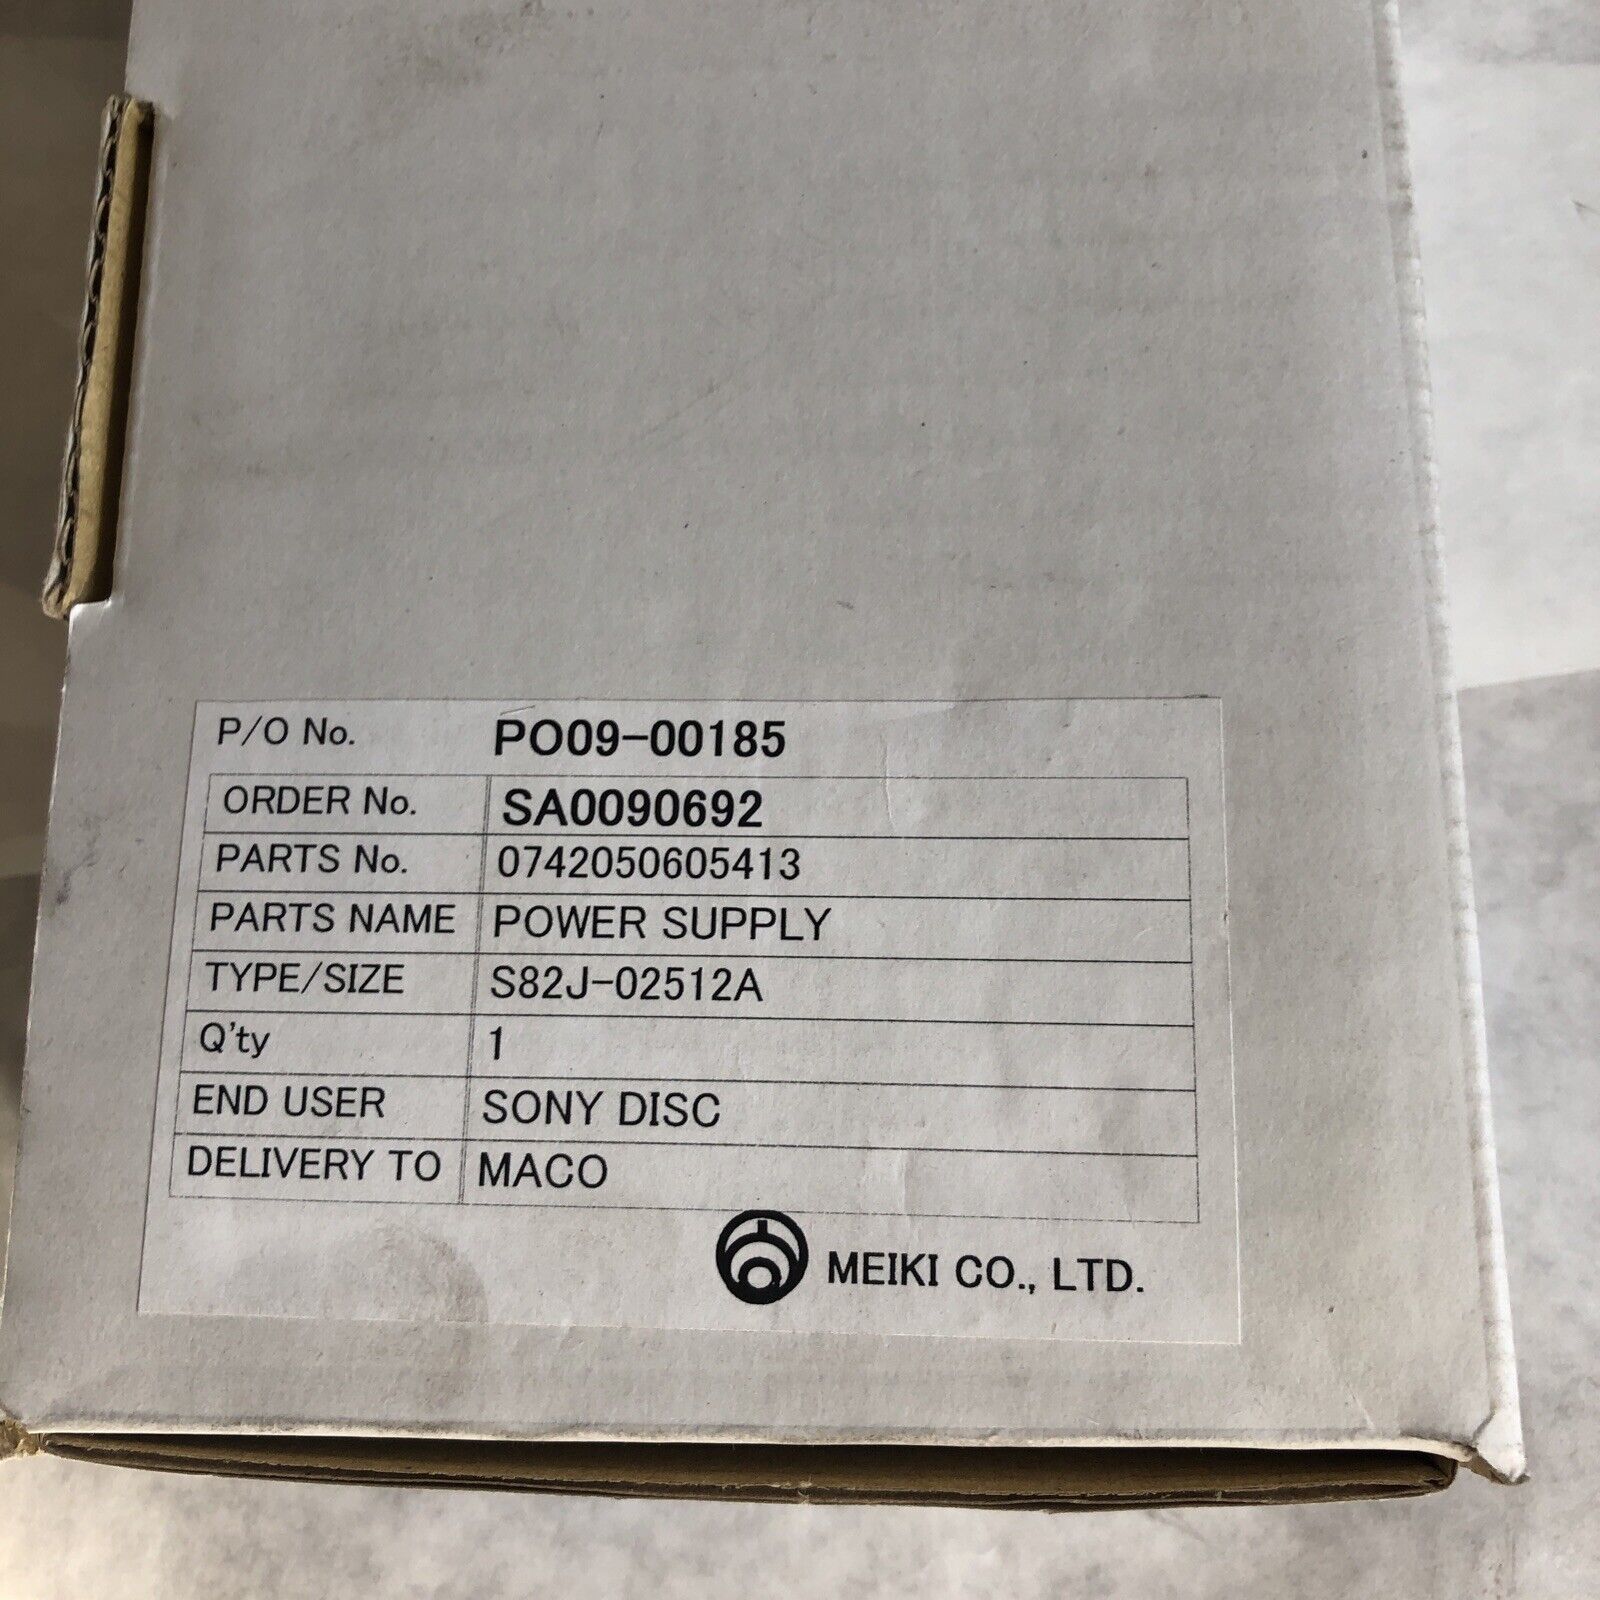 P/O No. PO09-00185
ORDER No. SA0090692
PARTS No. 0742050605413
PARTS NAME POWER SUPPLY
TYPE/SIZE S82J-02512A
Q'ty 1
END USER SONY DISC
DELIVERY TO MACO
MEIKI CO., LTD.